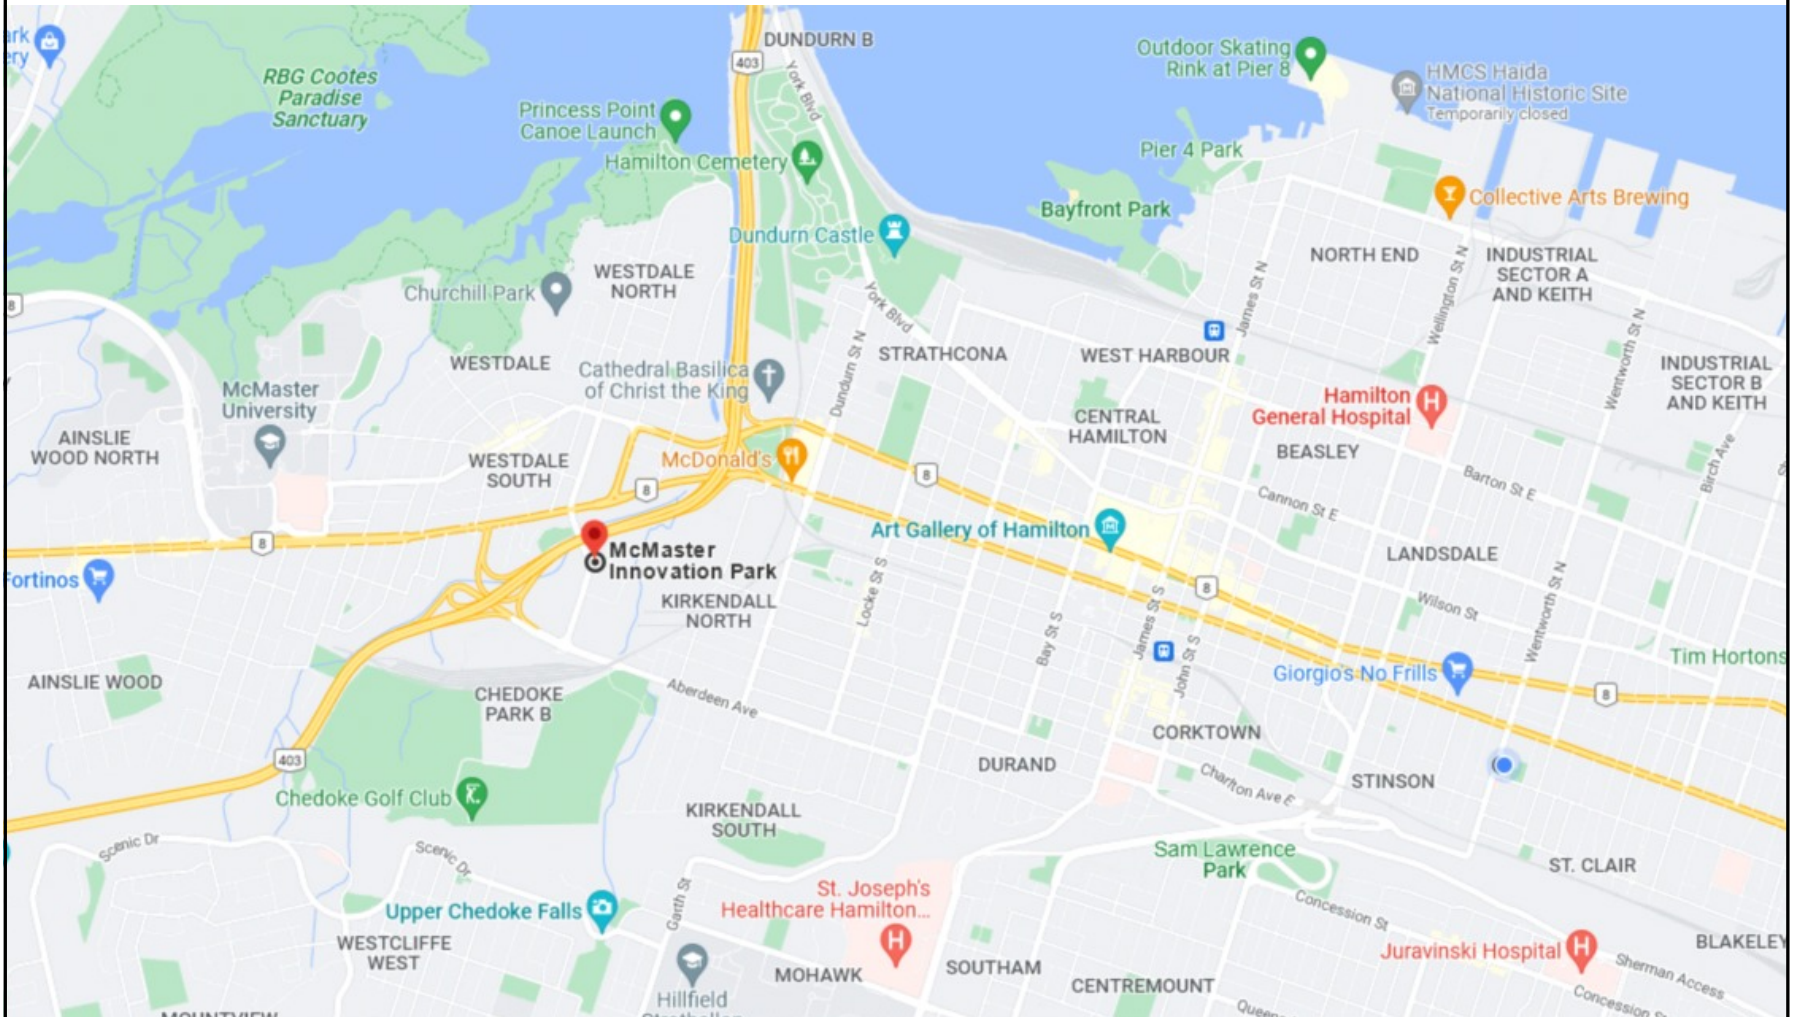 DUNDURN B
403
York Blvd
Outdoor Skating
Rink at Pier 8
HMCS Haida
National Historic Site
Temporarily closed
RBG Cootes
Paradise
Sanctuary
Princess Point
Canoe Launch
Hamilton Cemetery
Pier 4 Park
Collective Arts Brewing
Bayfront Park
Dundurn Castle
NORTH END
INDUSTRIAL
SECTOR A
AND KEITH
WESTDALE
NORTH
Churchill Park
8
James St N
Wellington St N
York Blvd
Dundurn St N
Wentworth St N
STRATHCONA
WEST HARBOUR
WESTDALE
Cathedral Basilica
of Christ the King
INDUSTRIAL
SECTOR B
AND KEITH
McMaster
University
Hamilton
General Hospital
CENTRAL
HAMILTON
AINSLIE
WOOD NORTH
BEASLEY
McDonald's
WESTDALE
SOUTH
8
8
Barton St E
Birch Ave
Cannon St E
Art Gallery of Hamilton
8
McMaster
Innovation Park
LANDSDALE
Fortinos
KIRKENDALL
NORTH
Locke St S
8
Wilson St
Wentworth St N
Bay St S
James St S
John St S
Tim Hortons
Giorgio's No Frills
8
AINSLIE WOOD
CHEDOKE
PARK B
Aberdeen Ave
CORKTOWN
403
DURAND
Charlton Ave E
STINSON
Chedoke Golf Club
KIRKENDALL
SOUTH
Scenic Dr
Scenic Dr
Sam Lawrence
Park
ST. CLAIR
St. Joseph's
Healthcare Hamilton...
Garth St
Upper Chedoke Falls
Concession St
WESTCLIFFE
WEST
Juravinski Hospital
BLAKELEY
MOHAWK
SOUTHAM
Sherman Access
CENTREMOUNT
Concession St
Hillfield